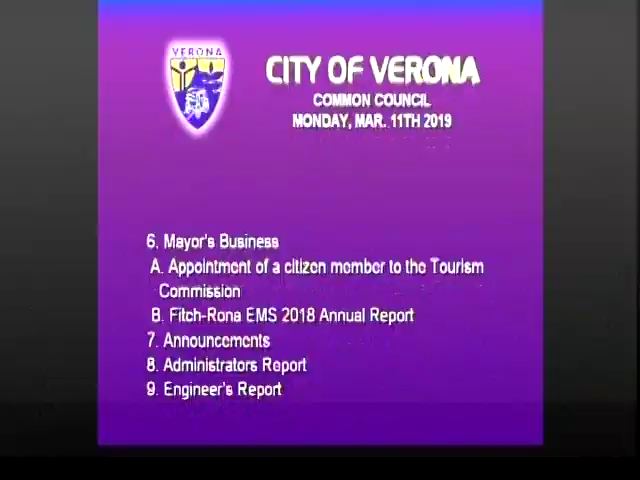 VERONA
CITY OF VERONA
COMMON COUNCIL
MONDAY, MAR. 11TH 2019
6. Mayor's Business
A. Appointment of a citizen member to the Tourism
Commission
B. Fitch-Rona EMS 2018 Annual Report
7. Announcements
8. Administrators Report
9. Engineer's Report